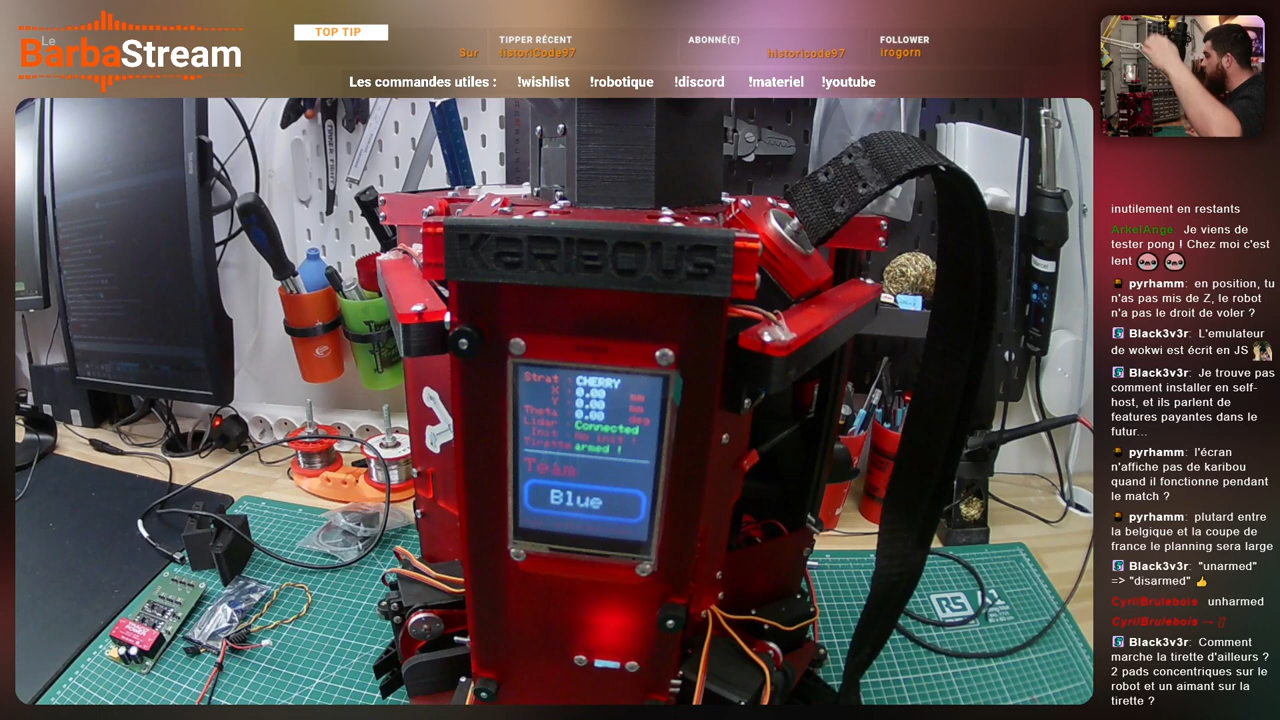 Le
BarbaStream
TOP TIP
Sur
TIPPER RÉCENT
listoriCode97
ABONNÉ(E)
historicode97
FOLLOWER
irogorn
Les commandes utiles : !wishlist !robotique !discord !materiel !youtube
KARIBOUS
Strat : CHERRY
X : 0.00 mm
Y : 0.00 mm
Theta : 0.00 deg
Lidar : Connected
Init : No init !
Tirette : armed !
Team
Blue
2
RS
inutilement en restants
ArkelAnge: Je viens de
tester pong ! Chez moi c'est
lent
pyrhamm: en position, tu
n'as pas mis de Z, le robot
n'a pas le droit de voler ?
Black3v3r: L'emulateur
de wokwi est écrit en JS
Black3v3r: Je trouve pas
comment installer en self-
host, et ils parlent de
features payantes dans le
futur...
pyrhamm: l'écran
n'affiche pas de karibou
quand il fonctionne pendant
le match ?
pyrhamm: plutard entre
la belgique et la coupe de
france le planning sera large
Black3v3r: "unarmed"
=> "disarmed" 👍
CyrilBrulebois: unharmed
CyrilBrulebois → []
Black3v3r: Comment
marche la tirette d'ailleurs ?
2 pads concentriques sur le
robot et un aimant sur la
tirette ?